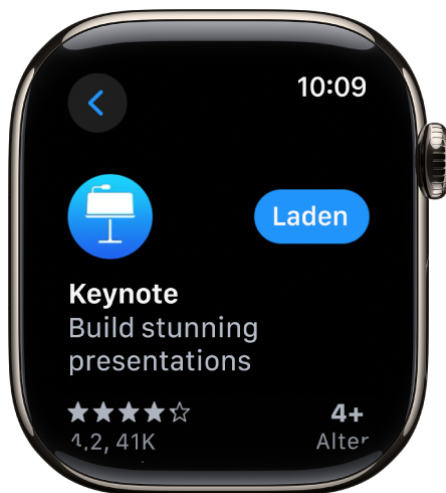 10:09
Laden
Keynote
Build stunning
presentations
4+
4,2, 41K
Alter